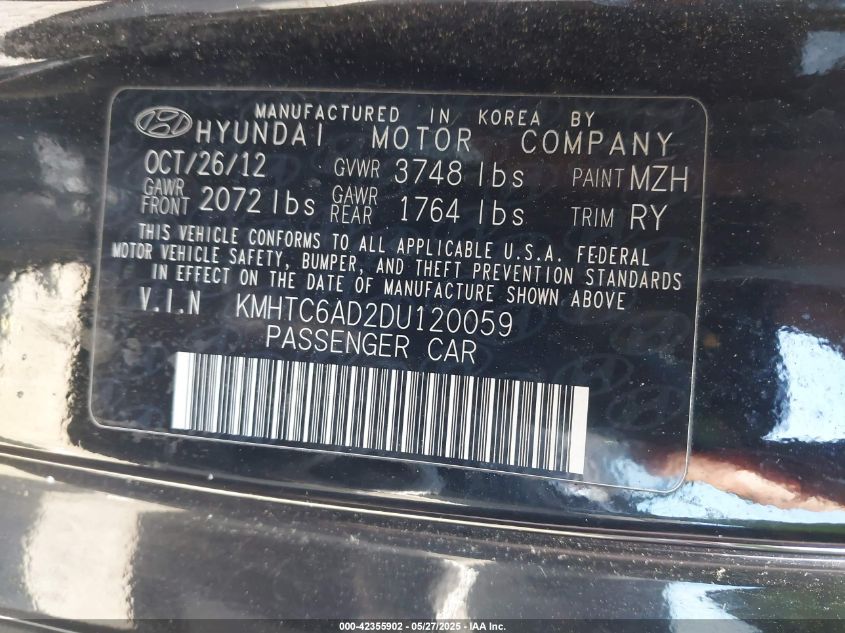 MANUFACTURED IN KOREA BY
HYUNDAI MOTOR COMPANY
OCT/26/12 GVWR 3748 lbs PAINT MZH
GAWR FRONT 2072 lbs GAWR REAR 1764 lbs TRIM RY
THIS VEHICLE CONFORMS TO ALL APPLICABLE U.S.A. FEDERAL
MOTOR VEHICLE SAFETY, BUMPER, AND THEFT PREVENTION STANDARDS
IN EFFECT ON THE DATE OF MANUFACTURE SHOWN ABOVE
V.I.N KMHTC6AD2DU120059
PASSENGER CAR
000-42355902 - 05/27/2025 - IAA Inc.